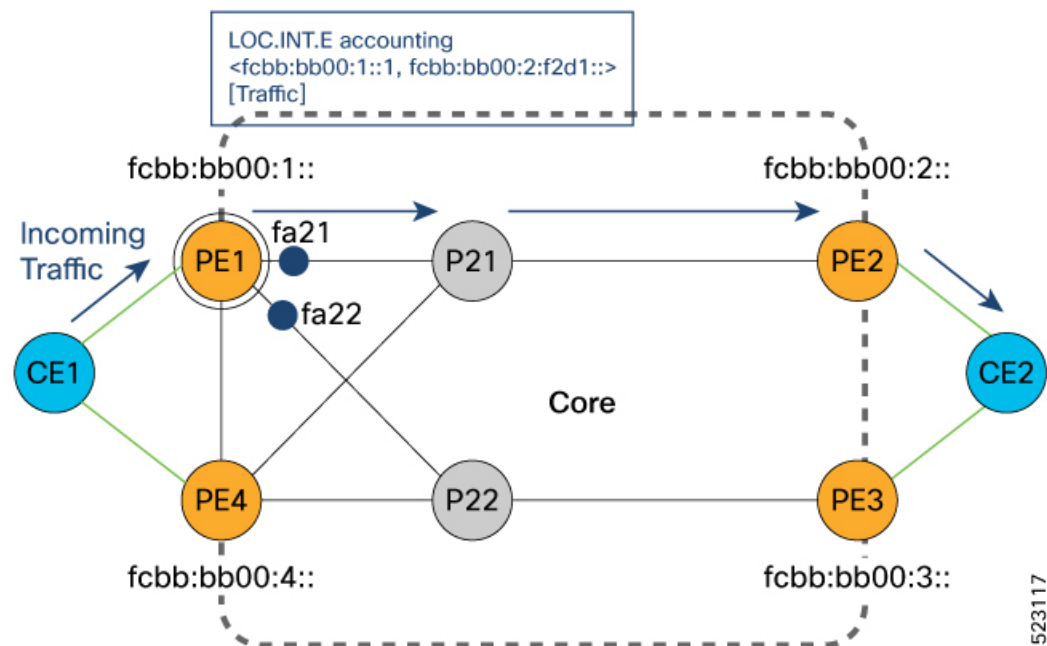 LOC.INT.E accounting
<fcbb:bb00:1::1, fcbb:bb00:2:f2d1::>
[Traffic]
fcbb:bb00:1::
fcbb:bb00:2::
Incoming
Traffic
fa21
PE1
P21
PE2
fa22
CE1
CE2
Core
PE4
P22
PE3
fcbb:bb00:4::
fcbb:bb00:3::
523117